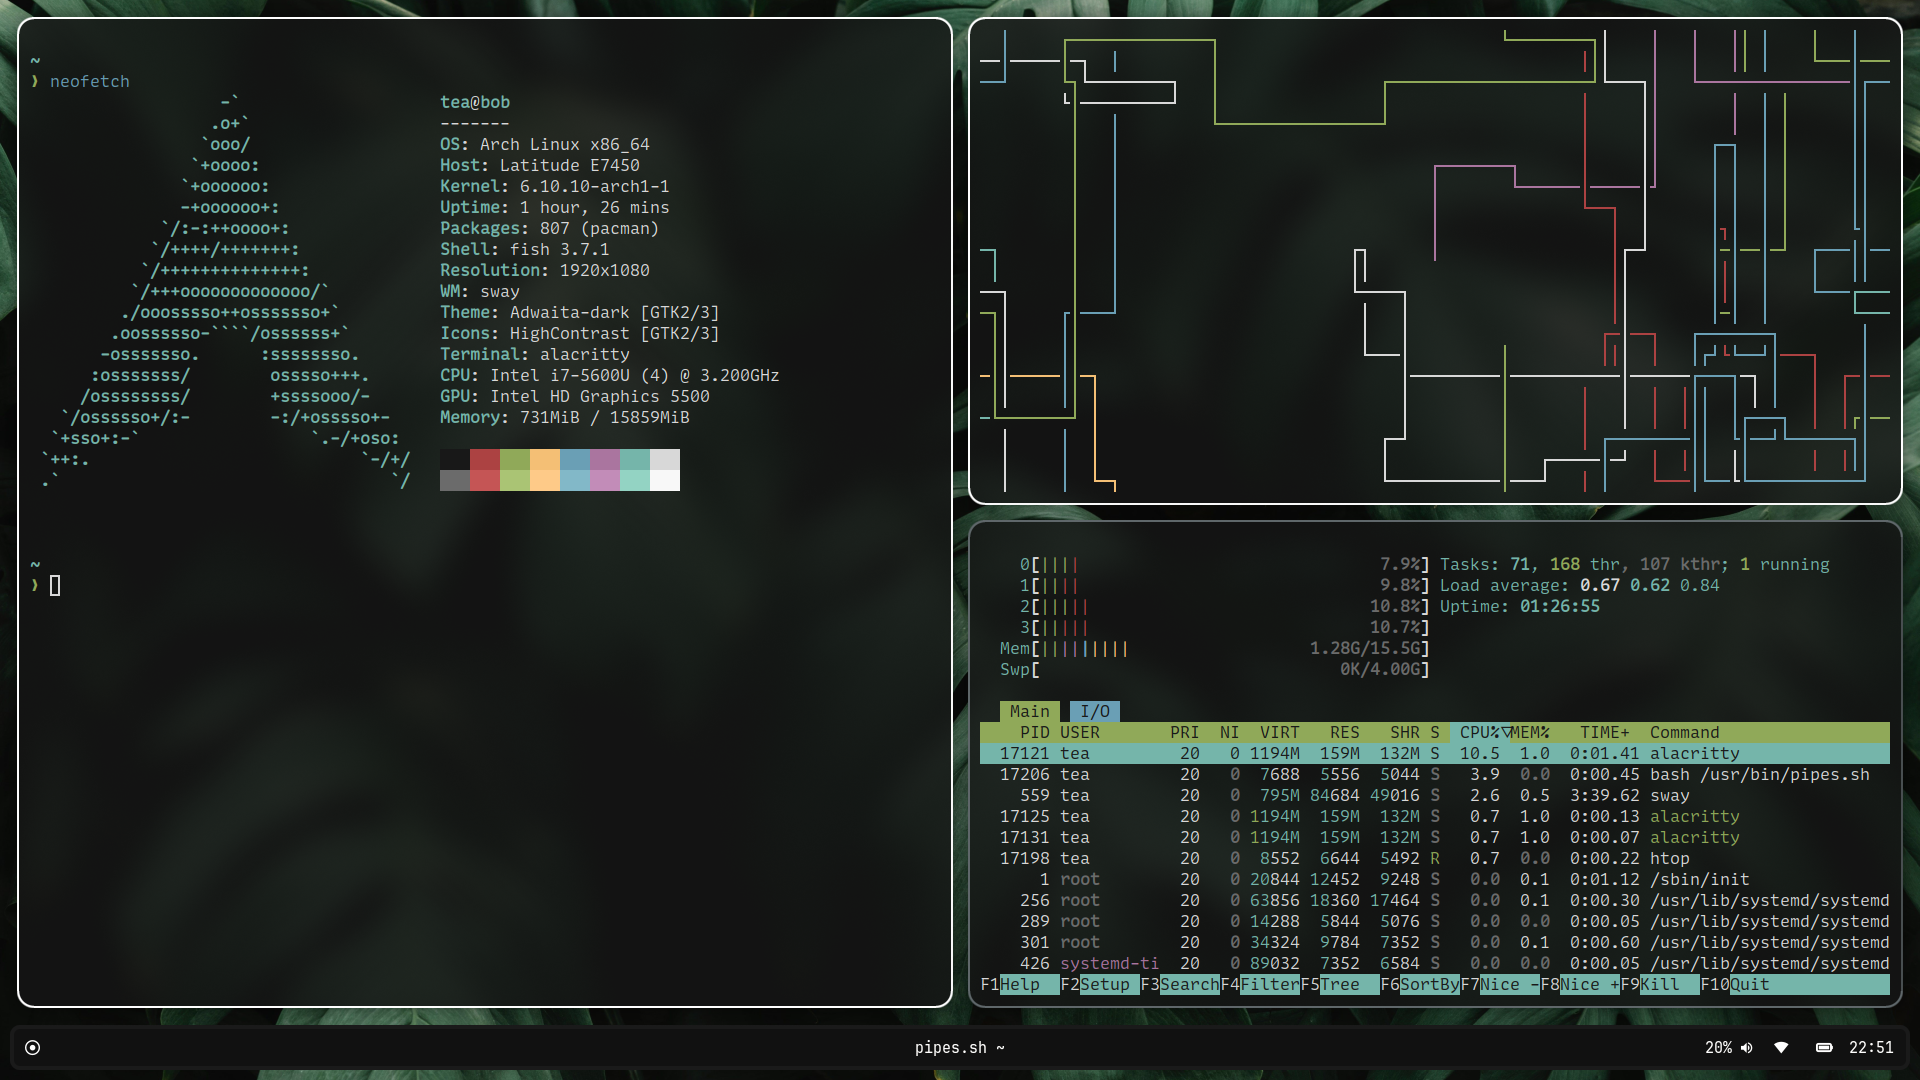 ~
❯ neofetch
-`
.o+`
`ooo/
`+oooo:
`+oooooo:
-+oooooo+:
`/:-:++oooo+:
`/++++/+++++++:
`/++++++++++++++:
`/+++ooooooooooooo/`
./ooosssso++osssssso+`
.oossssso-````/ossssss+`
-osssssso. :ssssssso.
:osssssss/ osssso+++.
/ossssssss/ +ssssooo/-
`/ossssso+/:- -:/+osssso+-
`+sso+:-` `.-/+oso:
`++:. `-/+/
.` `/
tea@bob
-------
OS: Arch Linux x86_64
Host: Latitude E7450
Kernel: 6.10.10-arch1-1
Uptime: 1 hour, 26 mins
Packages: 807 (pacman)
Shell: fish 3.7.1
Resolution: 1920x1080
WM: sway
Theme: Adwaita-dark [GTK2/3]
Icons: HighContrast [GTK2/3]
Terminal: alacritty
CPU: Intel i7-5600U (4) @ 3.200GHz
GPU: Intel HD Graphics 5500
Memory: 731MiB / 15859MiB
~
❯
0[|||| 7.9%] Tasks: 71, 168 thr, 107 kthr; 1 running
1[|||| 9.8%] Load average: 0.67 0.62 0.84
2[||||| 10.8%] Uptime: 01:26:55
3[||||| 10.7%]
Mem[||||||||| 1.28G/15.5G]
Swp[ 0K/4.00G]
Main I/O
PID USER PRI NI VIRT RES SHR S CPU%▽MEM% TIME+ Command
17121 tea 20 0 1194M 159M 132M S 10.5 1.0 0:01.41 alacritty
17206 tea 20 0 7688 5556 5044 S 3.9 0.0 0:00.45 bash /usr/bin/pipes.sh
559 tea 20 0 795M 84684 49016 S 2.6 0.5 3:39.62 sway
17125 tea 20 0 1194M 159M 132M S 0.7 1.0 0:00.13 alacritty
17131 tea 20 0 1194M 159M 132M S 0.7 1.0 0:00.07 alacritty
17198 tea 20 0 8552 6644 5492 R 0.7 0.0 0:00.22 htop
1 root 20 0 20844 12452 9248 S 0.0 0.1 0:01.12 /sbin/init
256 root 20 0 63856 18360 17464 S 0.0 0.1 0:00.30 /usr/lib/systemd/systemd
289 root 20 0 14288 5844 5076 S 0.0 0.0 0:00.05 /usr/lib/systemd/systemd
301 root 20 0 34324 9784 7352 S 0.0 0.1 0:00.60 /usr/lib/systemd/systemd
426 systemd-ti 20 0 89032 7352 6584 S 0.0 0.0 0:00.05 /usr/lib/systemd/systemd
F1Help F2Setup F3SearchF4FilterF5Tree F6SortByF7Nice -F8Nice +F9Kill F10Quit
pipes.sh ~
20% 22:51